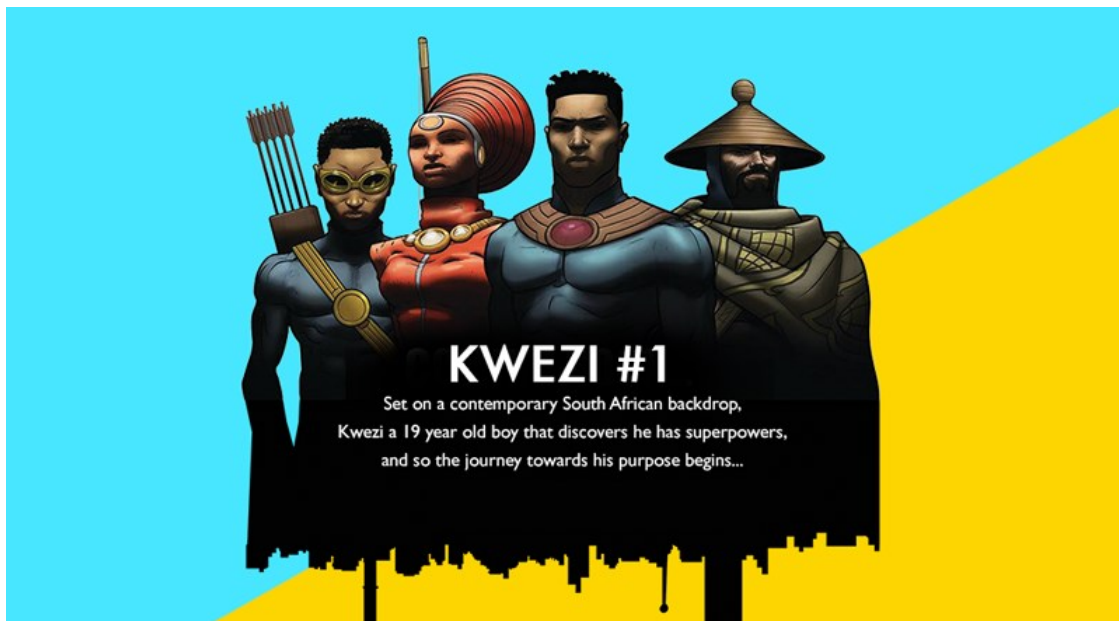 KWEZI #1
Set on a contemporary South African backdrop,
Kwezi a 19 year old boy that discovers he has superpowers,
and so the journey towards his purpose begins...